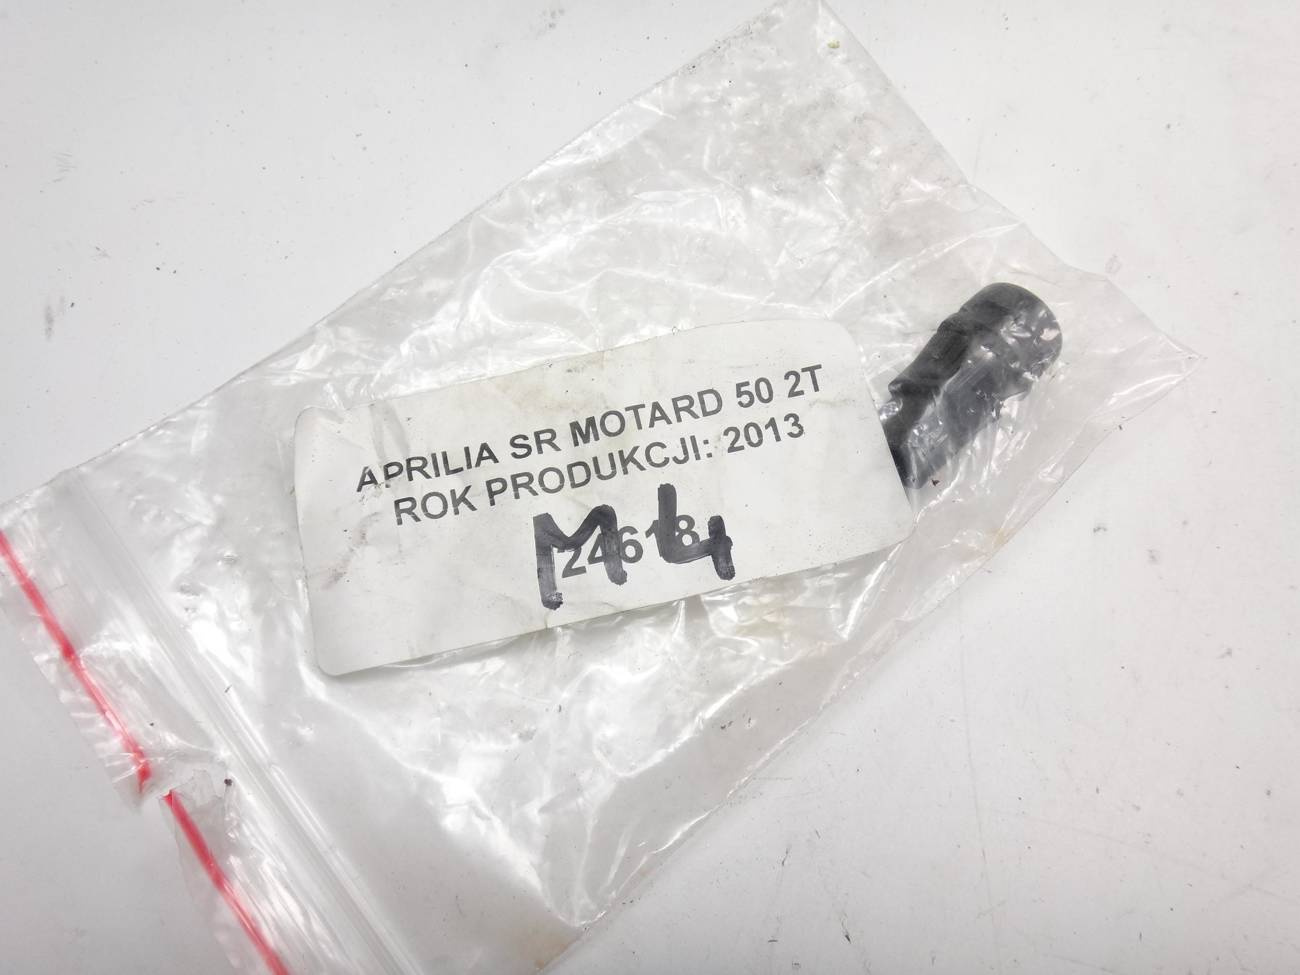 APRILIA SR MOTARD 50 2T
ROK PRODUKCJI: 2013
24618
M4